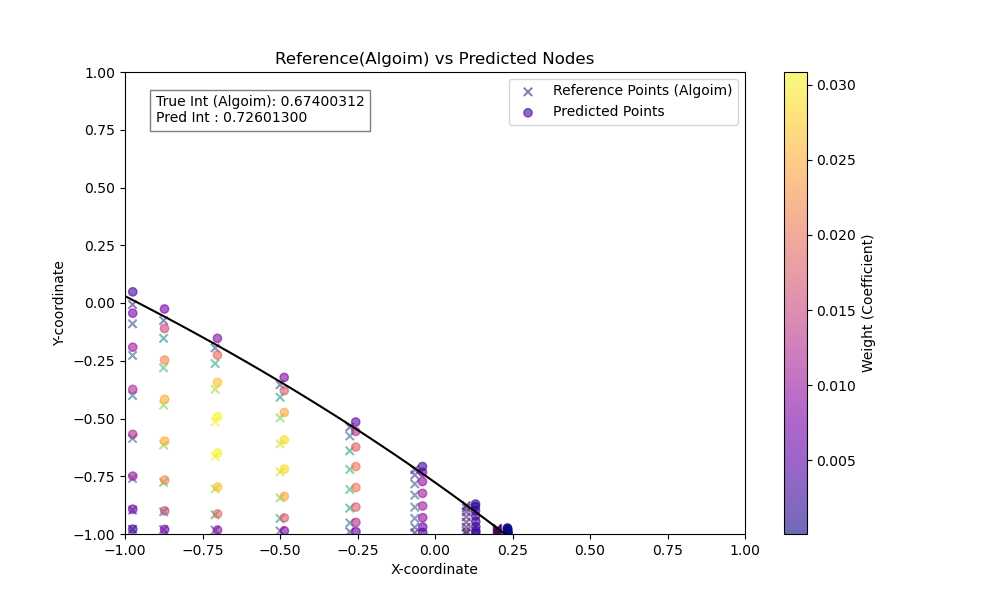 Reference(Algoim) vs Predicted Nodes
True Int (Algoim): 0.67400312
Pred Int : 0.72601300
Reference Points (Algoim)
Predicted Points
Y-coordinate
1.00
0.75
0.50
0.25
0.00
−0.25
−0.50
−0.75
−1.00
−1.00 −0.75 −0.50 −0.25 0.00 0.25 0.50 0.75 1.00
X-coordinate
0.030
0.025
0.020
0.015
0.010
0.005
Weight (Coefficient)